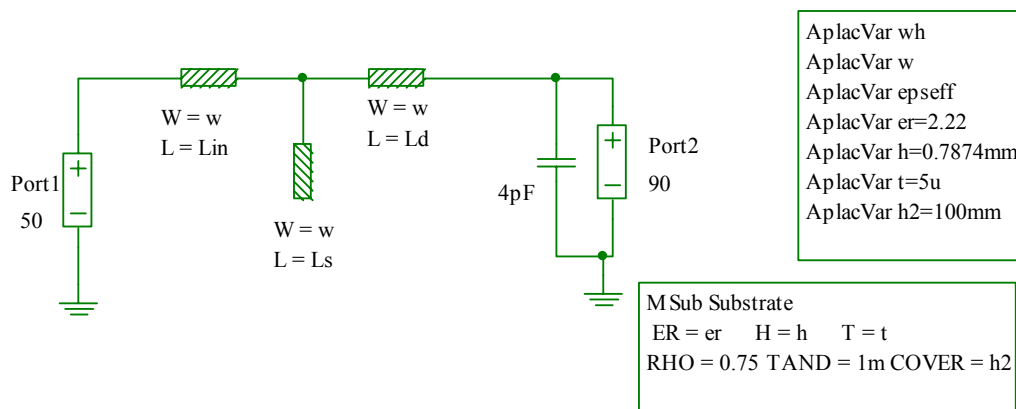 AplacVar wh
AplacVar w
AplacVar epseff
AplacVar er=2.22
AplacVar h=0.7874mm
AplacVar t=5u
AplacVar h2=100mm
W = w
L = Lin
W = w
L = Ld
Port1
50
+
−
W = w
L = Ls
4pF
+
−
Port2
90
MSub Substrate
ER = er H = h T = t
RHO = 0.75 TAND = 1m COVER = h2